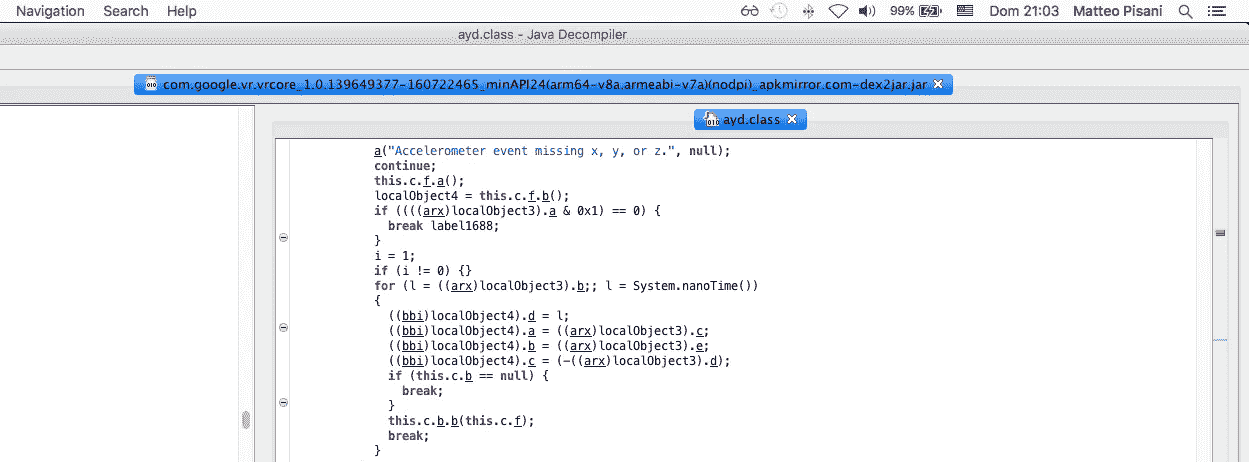 Navigation Search Help 99% Dom 21:03 Matteo Pisani
ayd.class - Java Decompiler
com.google.vr.vrcore_1.0.139649377-160722465_minAPI24(arm64-v8a,armeabi-v7a)(nodpi)_apkmirror.com-dex2jar.jar
ayd.class
a("Accelerometer event missing x, y, or z.", null);
continue;
this.c.f.a();
localObject4 = this.c.f.b();
if ((((arx)localObject3).a & 0x1) == 0) {
break label1688;
}
i = 1;
if (i != 0) {}
for (l = ((arx)localObject3).b;; l = System.nanoTime())
{
((bbi)localObject4).d = l;
((bbi)localObject4).a = ((arx)localObject3).c;
((bbi)localObject4).b = ((arx)localObject3).e;
((bbi)localObject4).c = (-((arx)localObject3).d);
if (this.c.b == null) {
break;
}
this.c.b.b(this.c.f);
break;
}